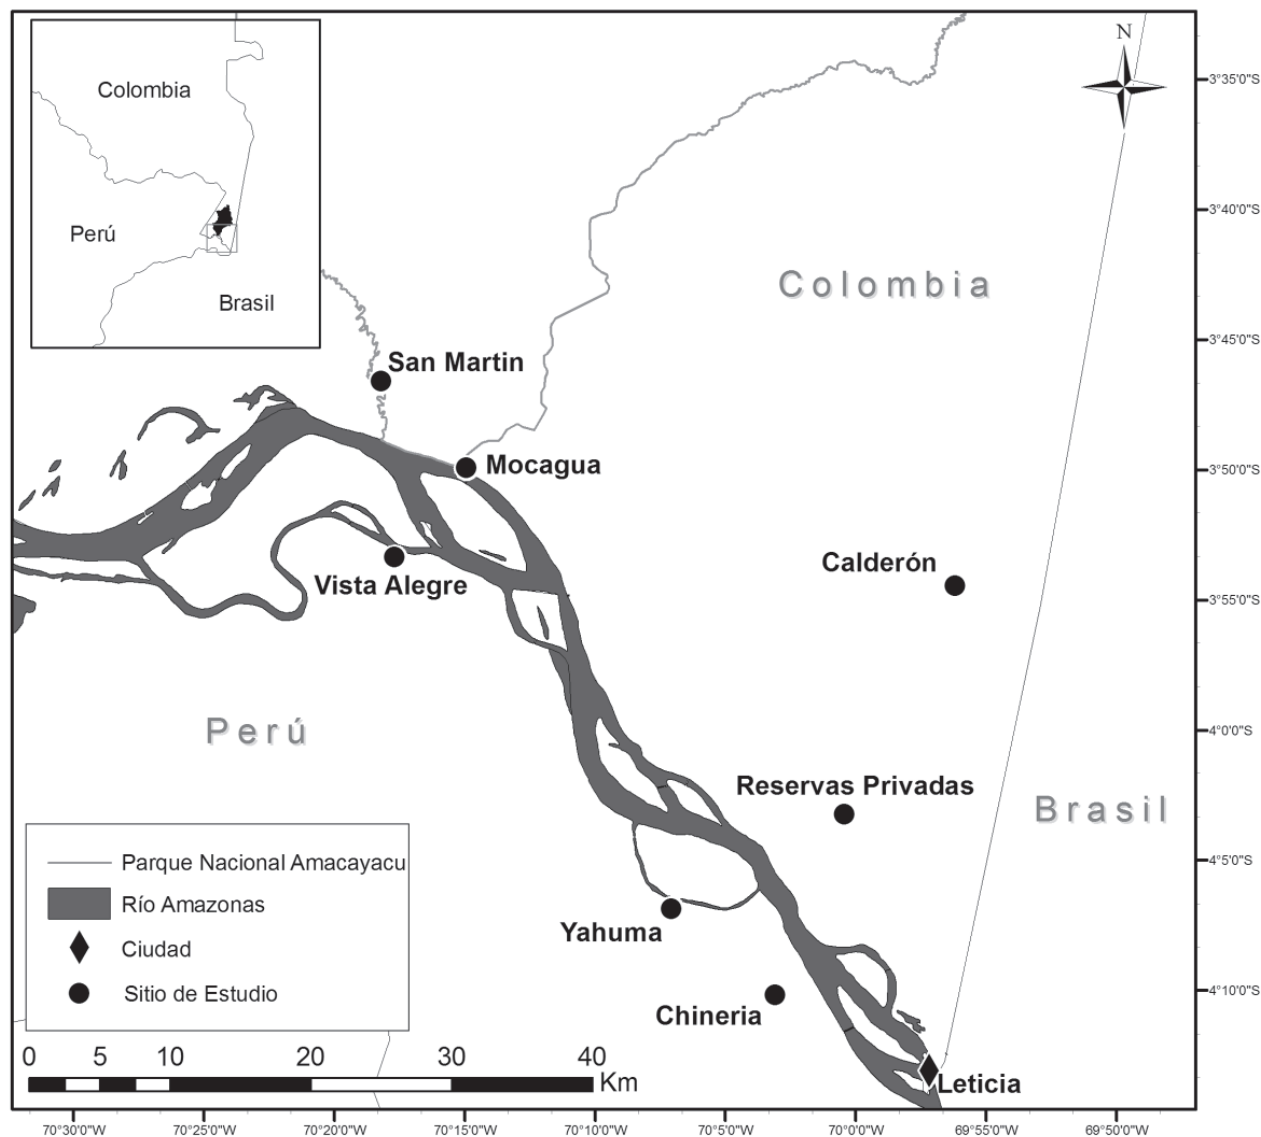 N
3°35'0"S
Colombia
3°40'0"S
Perú
Colombia
Brasil
3°45'0"S
San Martin
Mocagua
3°50'0"S
Calderón
Vista Alegre
3°55'0"S
Perú
4°0'0"S
Reservas Privadas
Brasil
Parque Nacional Amacayacu
4°5'0"S
Río Amazonas
Yahuma
Ciudad
Sitio de Estudio
4°10'0"S
Chineria
0 5 10 20 30 40
Km
Leticia
70°30'0"W 70°25'0"W 70°20'0"W 70°15'0"W 70°10'0"W 70°5'0"W 70°0'0"W 69°55'0"W 69°50'0"W